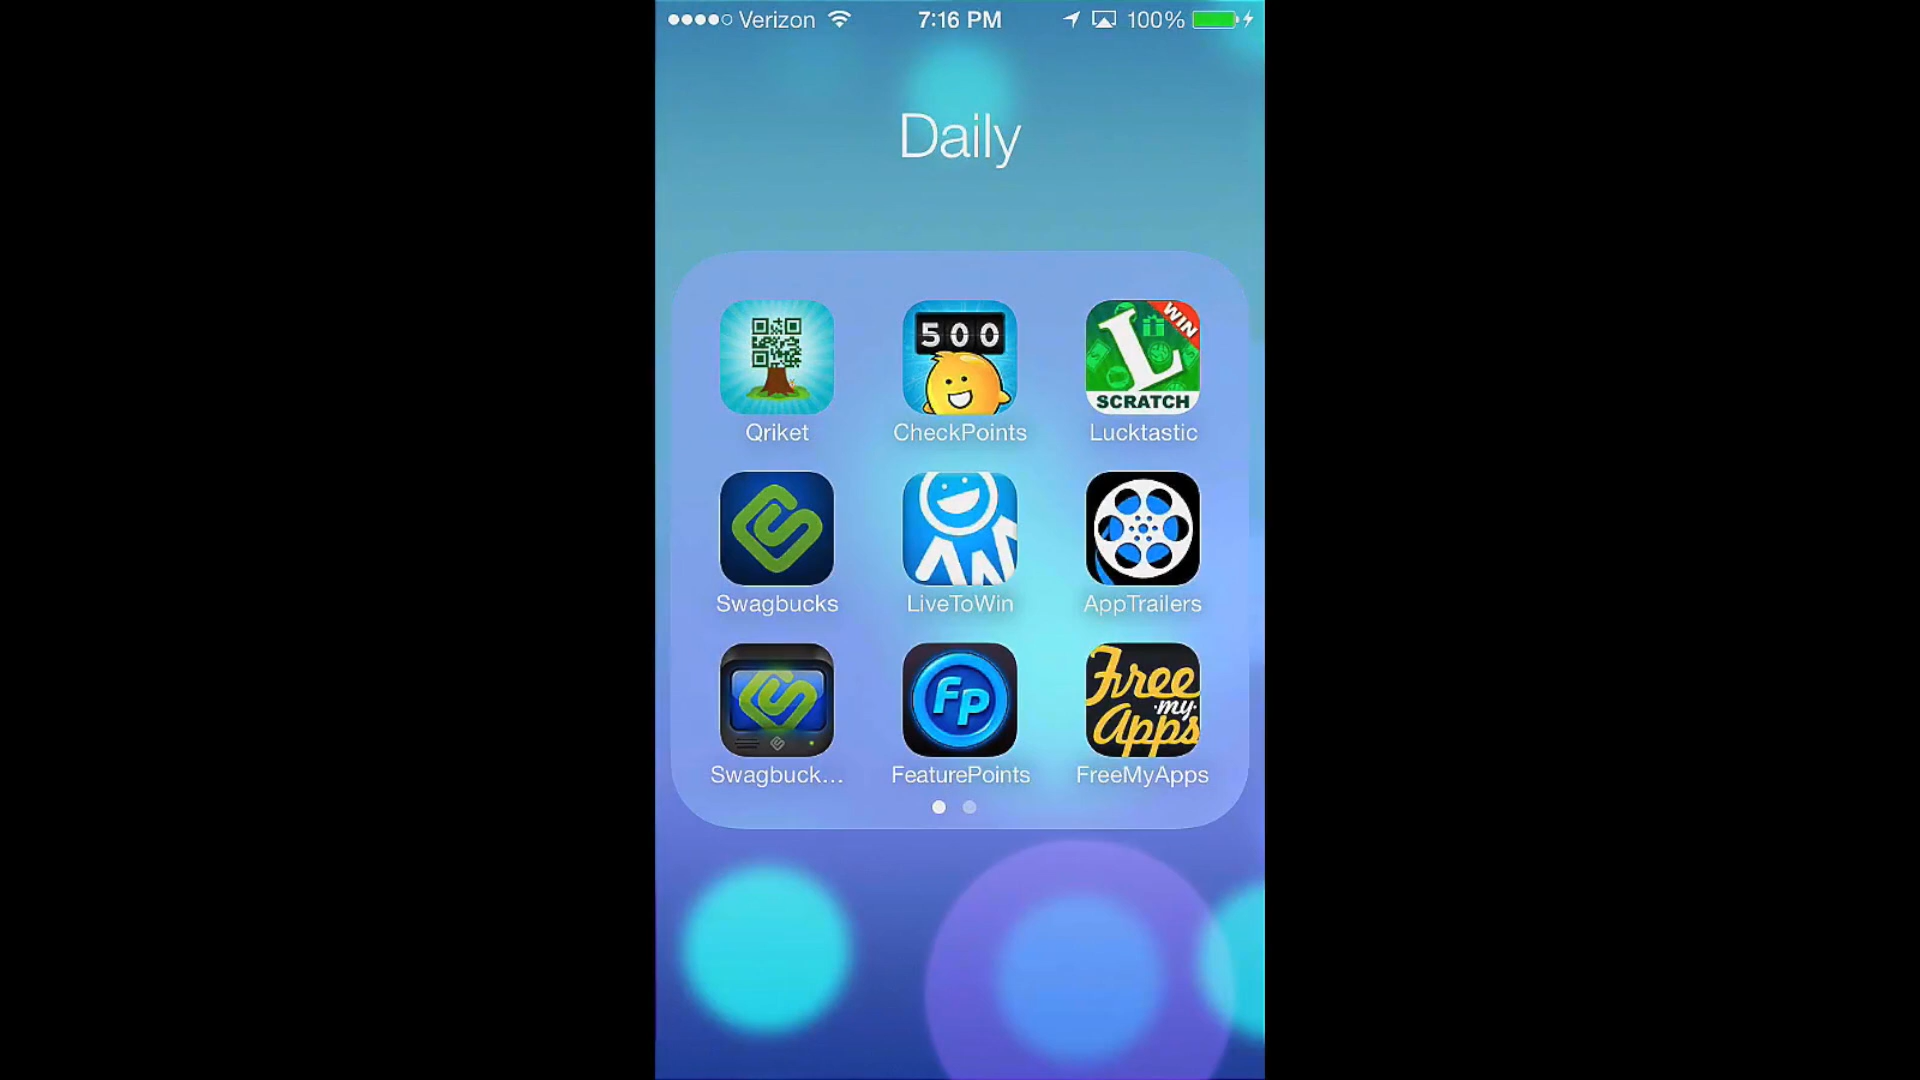 Verizon 7:16 PM 100%
Daily
500
WIN
L
SCRATCH
Qriket CheckPoints Lucktastic
Swagbucks LiveToWin AppTrailers
Fp
Free
my
Apps
Swagbuck... FeaturePoints FreeMyApps